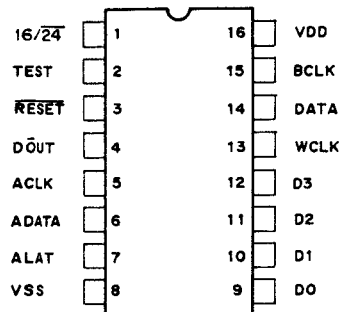 16/24 1 16 VDD
TEST 2 15 BCLK
RESET 3 14 DATA
DOUT 4 13 WCLK
ACLK 5 12 D3
ADATA 6 11 D2
ALAT 7 10 D1
VSS 8 9 D0